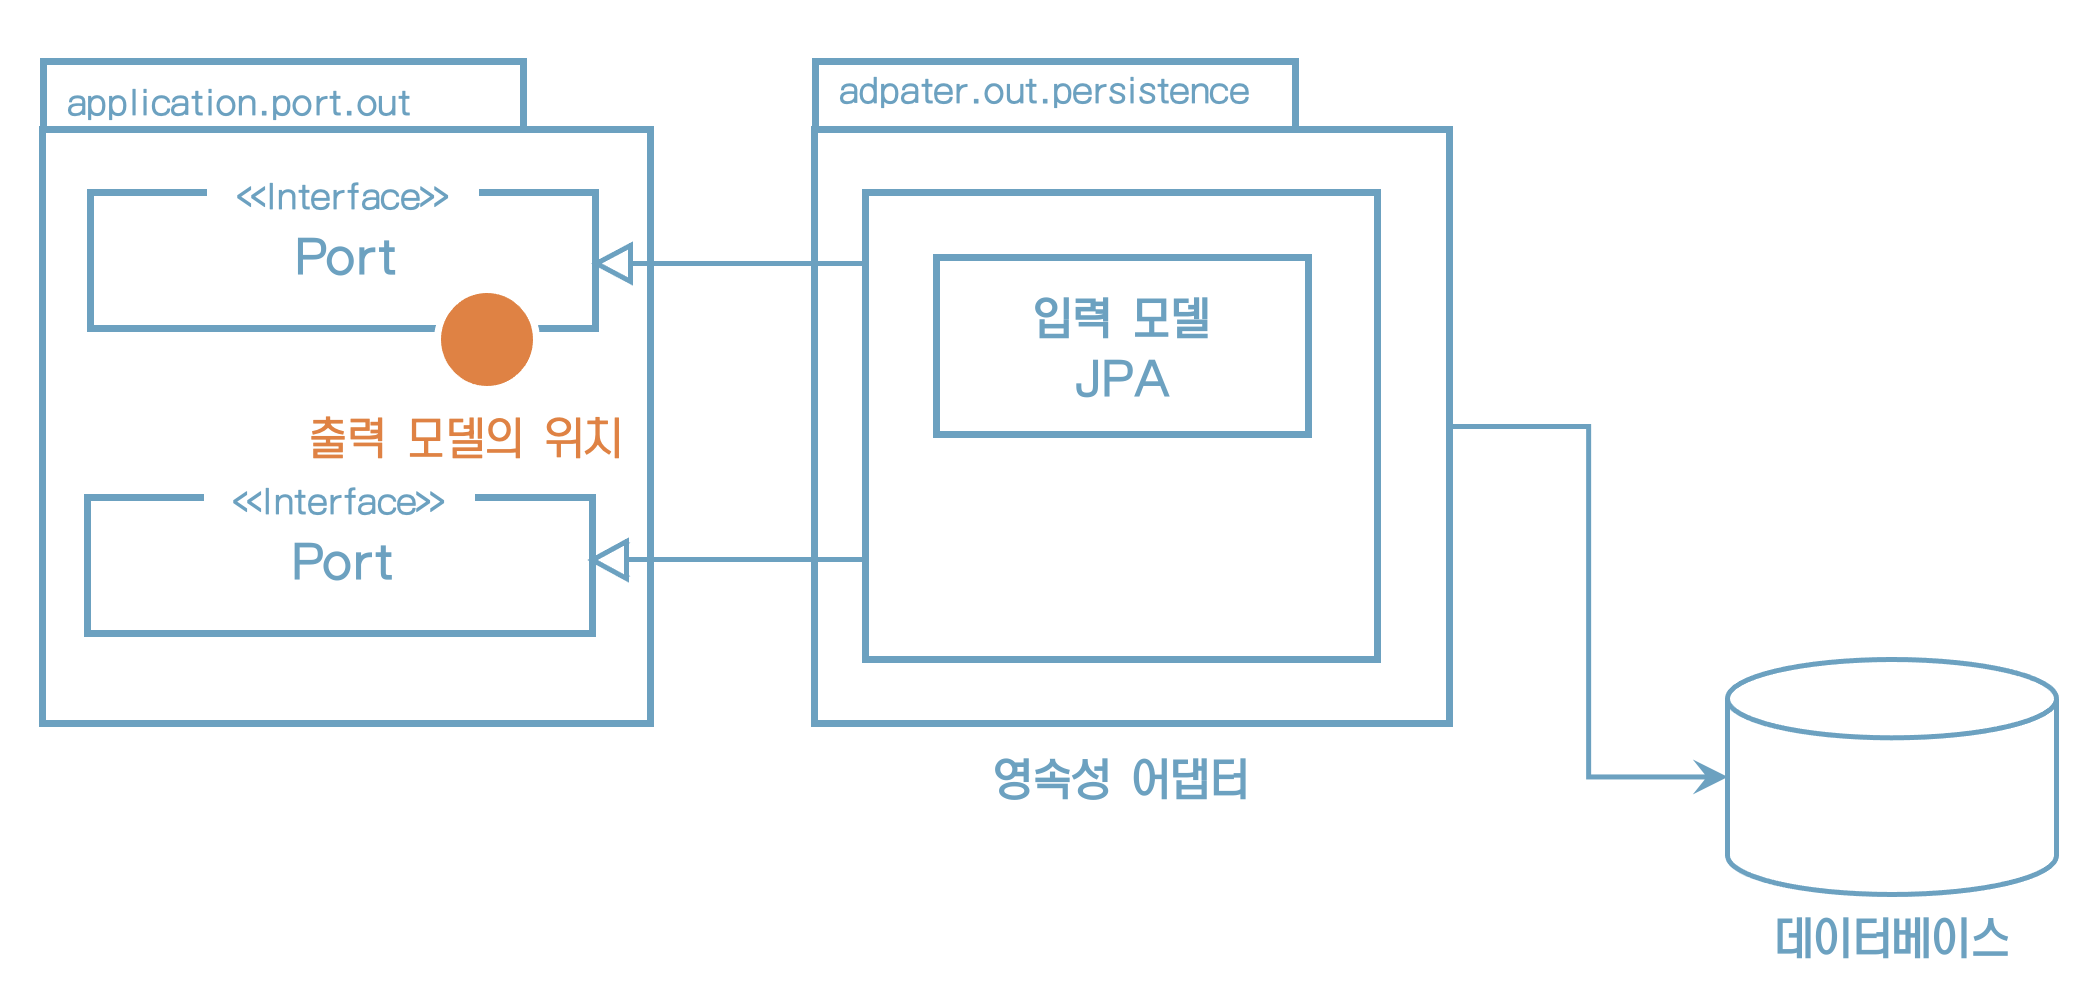 application.port.out
<<Interface>>
Port
출력 모델의 위치
<<Interface>>
Port
adpater.out.persistence
입력 모델
JPA
영속성 어댑터
데이터베이스